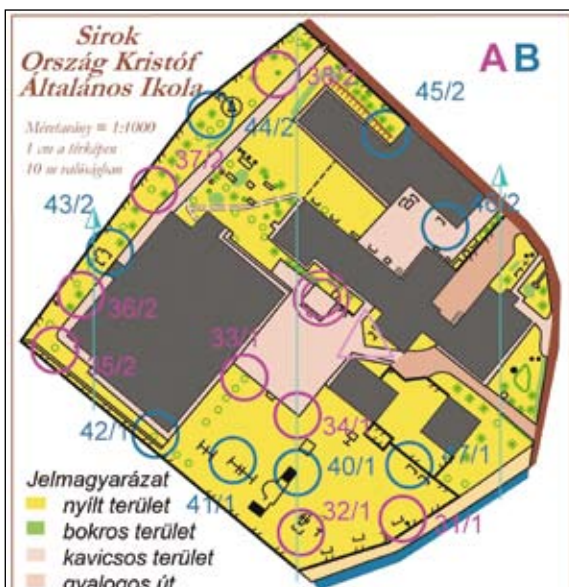 Sirok
Ország Kristóf
Általános Ikola
Méretarány = 1:1000
1 cm a térképen
10 m valóságban
A B
38/2
45/2
44/2
37/2
43/2
46/2
36/2
33/1
35/2
34/1
42/1
40/1
47/1
41/1
32/1
31/1
Jelmagyarázat
nyílt terület
bokros terület
kavicsos terület
gyalogos út